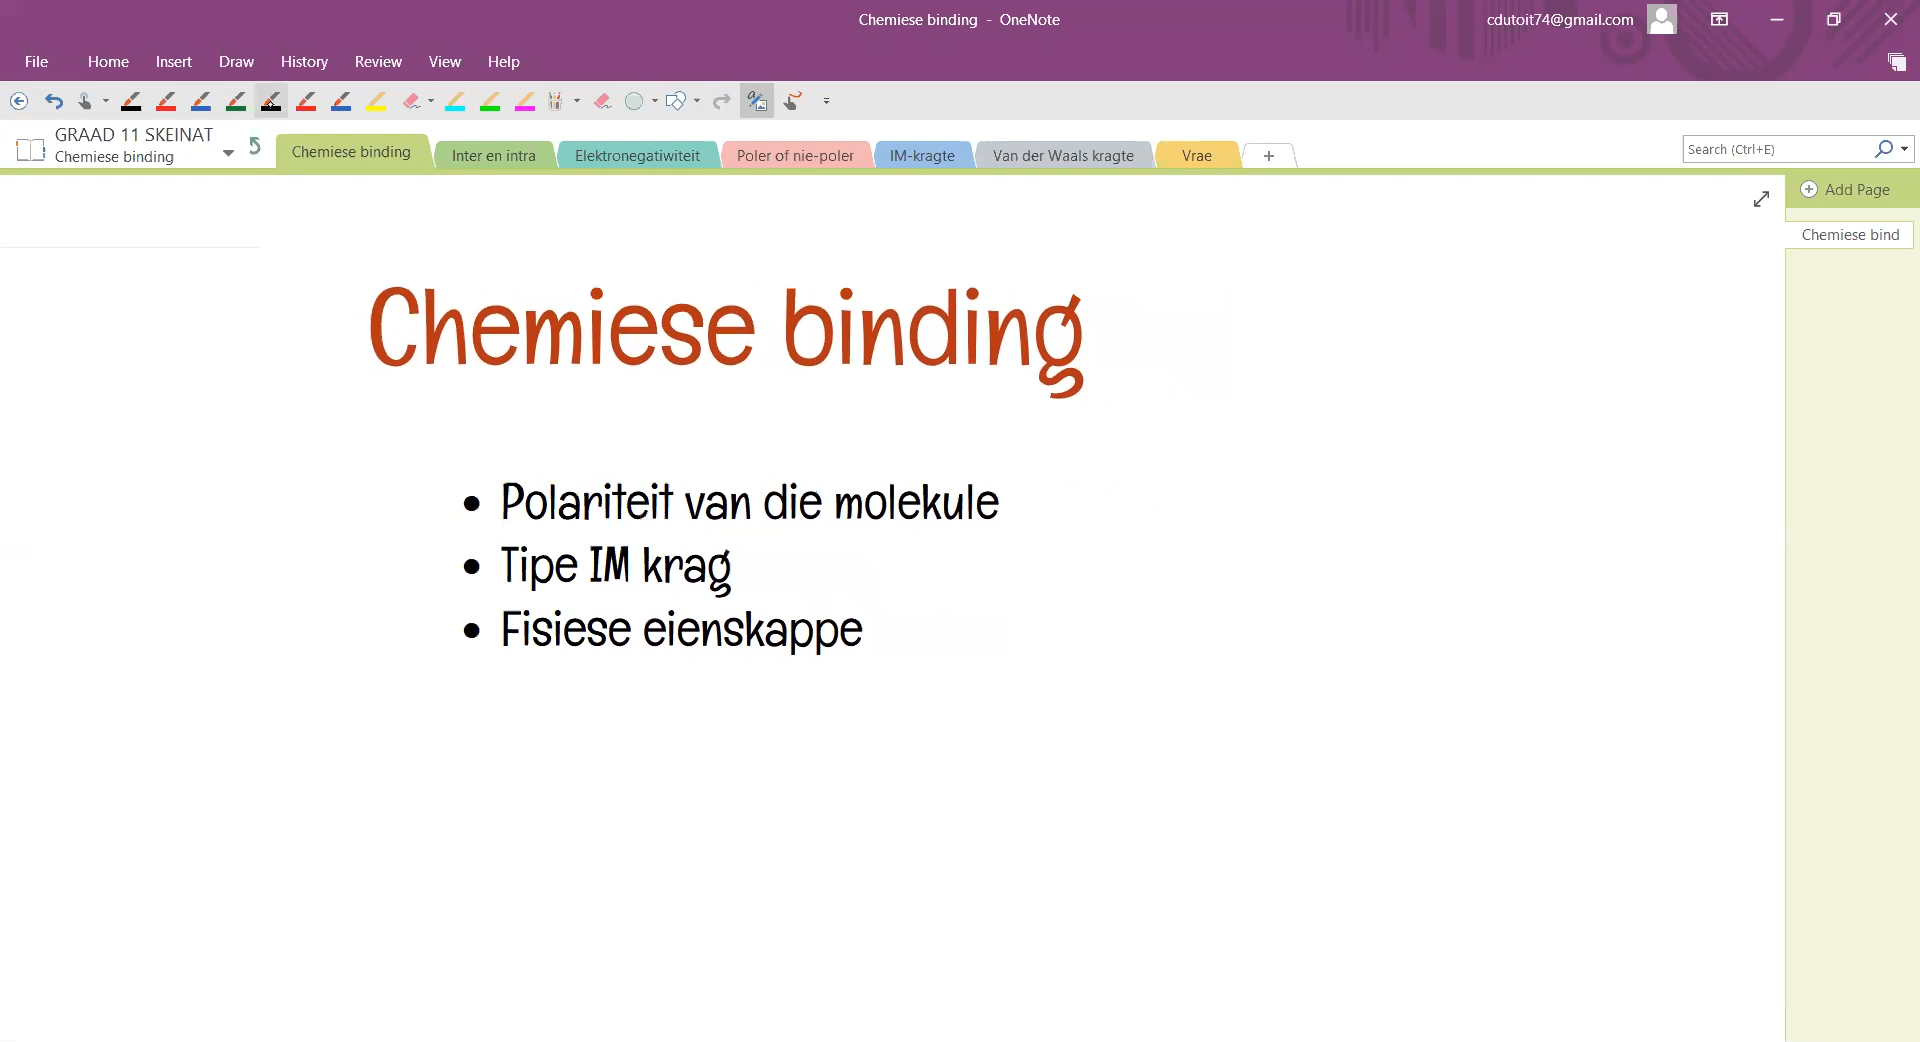 Chemiese binding - OneNote
cdutoit74@gmail.com
File Home Insert Draw History Review View Help
GRAAD 11 SKEINAT
Chemiese binding
Chemiese binding Inter en intra Elektronegatiwiteit Poler of nie-poler IM-kragte Van der Waals kragte Vrae +
Search (Ctrl+E)
Add Page
Chemiese bind
Chemiese binding
• Polariteit van die molekule
• Tipe IM krag
• Fisiese eienskappe